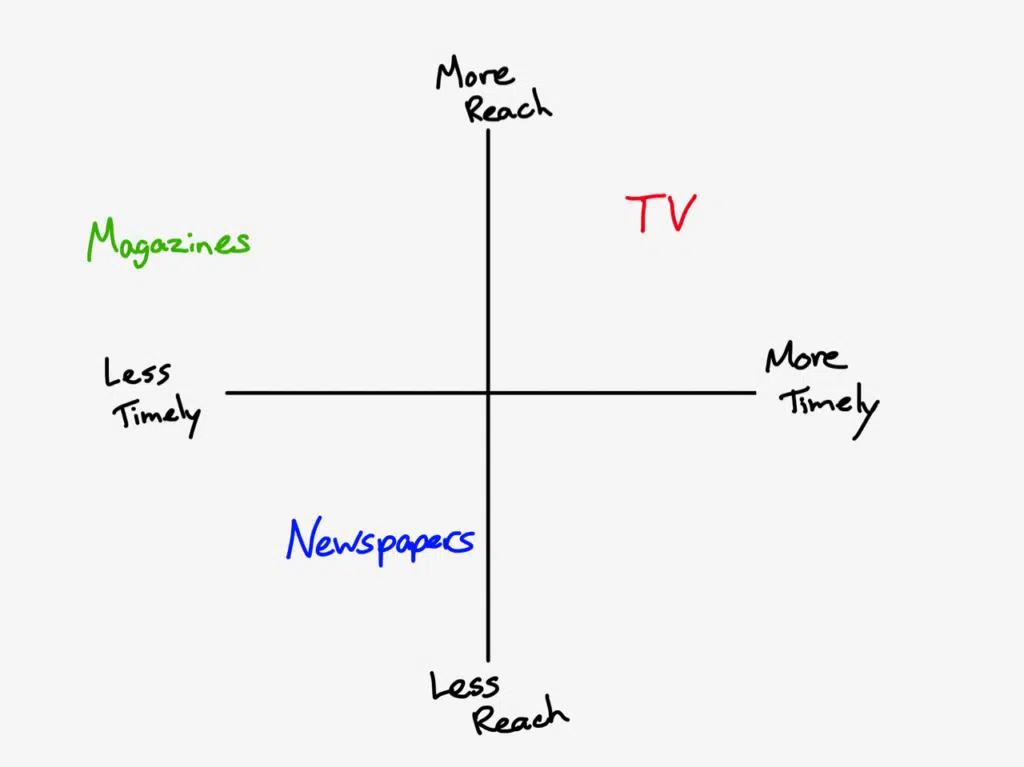 More
Reach
TV
Magazines
Less
Timely
More
Timely
Newspapers
Less
Reach